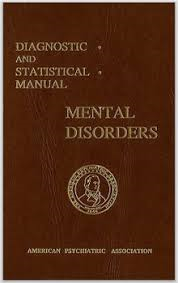 DIAGNOSTIC •
AND
STATISTICAL •
MANUAL
MENTAL
DISORDERS
AMERICAN PSYCHIATRIC ASSOCIATION